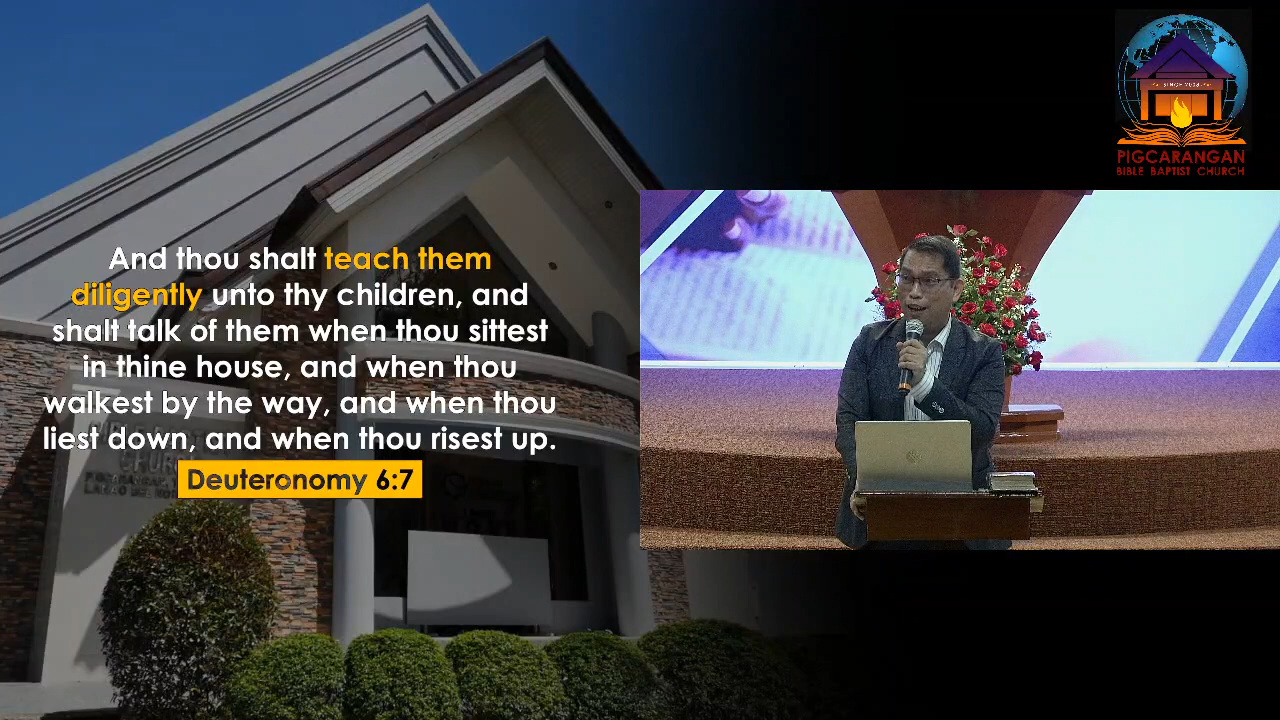 And thou shalt teach them
diligently unto thy children, and
shalt talk of them when thou sittest
in thine house, and when thou
walkest by the way, and when thou
liest down, and when thou risest up.
Deuteronomy 6:7
PIGCARANGAN
BIBLE BAPTIST CHURCH